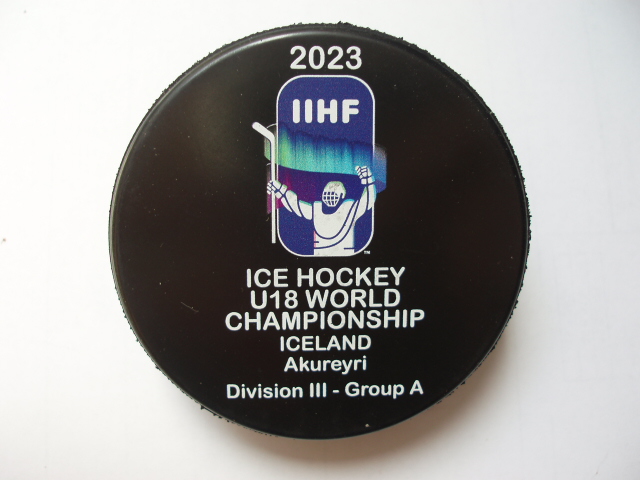 2023
IIHF
ICE HOCKEY
U18 WORLD
CHAMPIONSHIP
ICELAND
Akureyri
Division III - Group A